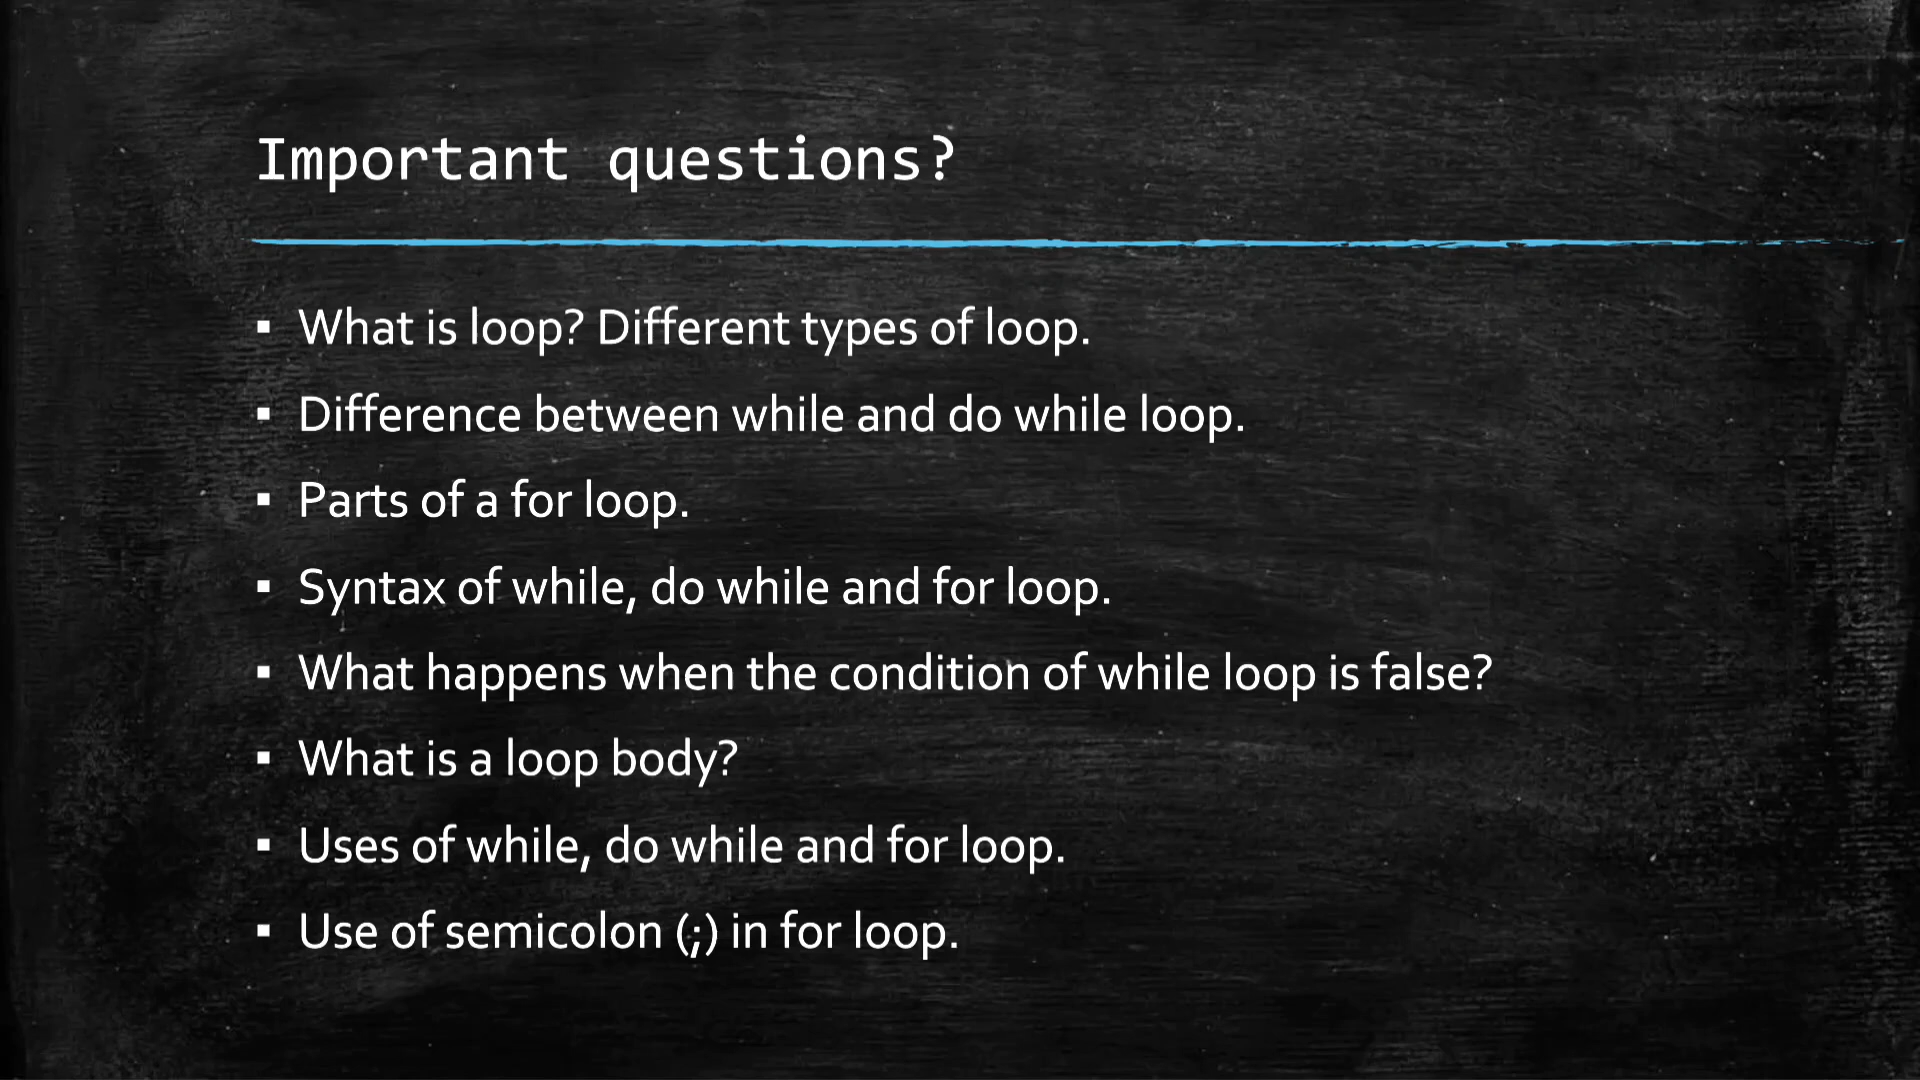 Important questions?
▪ What is loop? Different types of loop.
▪ Difference between while and do while loop.
▪ Parts of a for loop.
▪ Syntax of while, do while and for loop.
▪ What happens when the condition of while loop is false?
▪ What is a loop body?
▪ Uses of while, do while and for loop.
▪ Use of semicolon (;) in for loop.